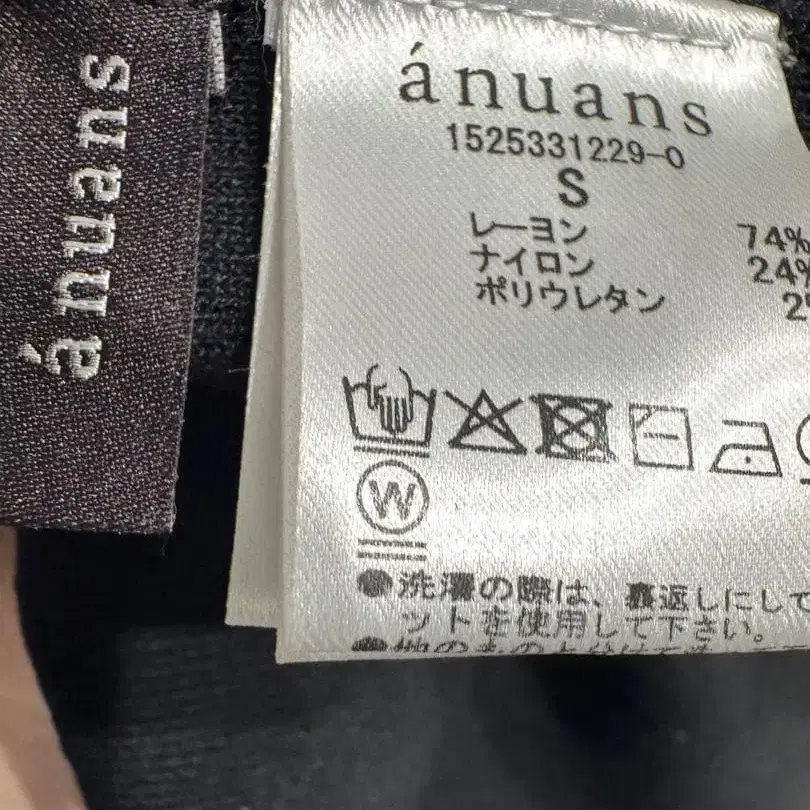 ánuans
ánuans
1525331229-0
S
レーヨン 74%
ナイロン 24%
ポリウレタン 2
W
●洗濯の際は、裏返しにして
ットを使用して下さい。